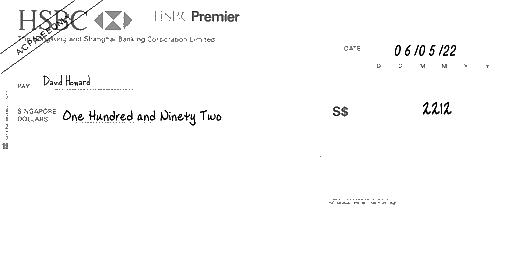 HSBC HSBC Premier
The Hongkong and Shanghai Banking Corporation Limited
A/C PAYEE ONLY
DATE 06/05/22
D D M M Y Y
PAY David Howard
SINGAPORE DOLLARS One Hundred and Ninety Two
S$ 2212